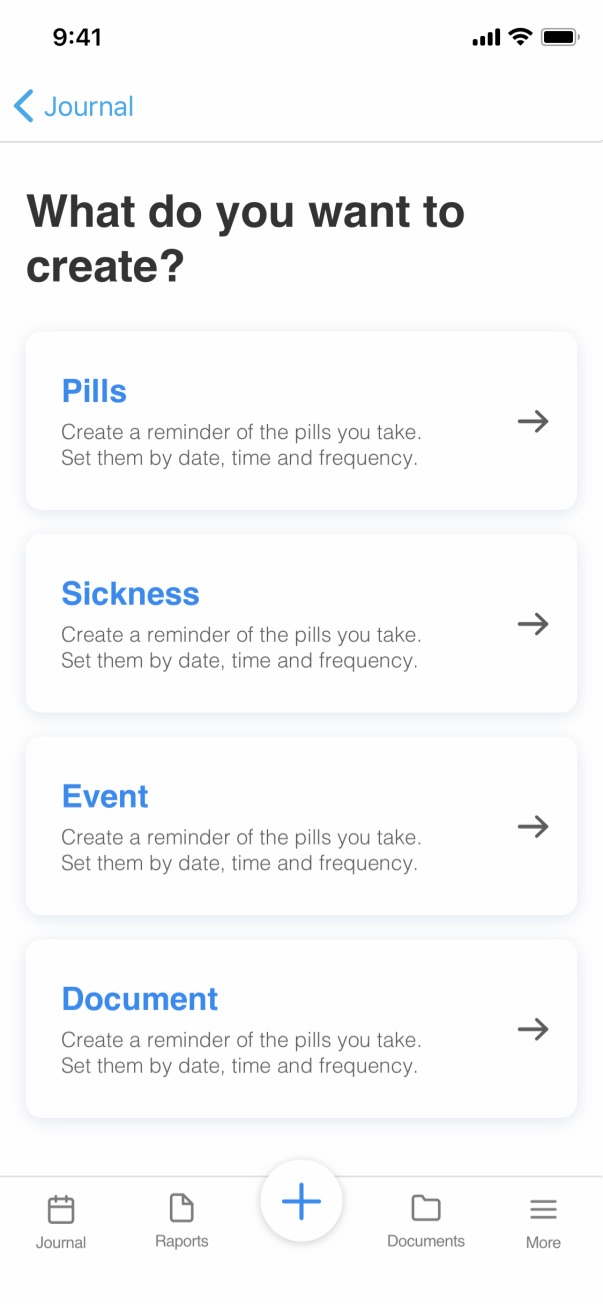 9:41
Journal
What do you want to
create?
Pills
Create a reminder of the pills you take.
Set them by date, time and frequency.
Sickness
Create a reminder of the pills you take.
Set them by date, time and frequency.
Event
Create a reminder of the pills you take.
Set them by date, time and frequency.
Document
Create a reminder of the pills you take.
Set them by date, time and frequency.
Journal
Raports
Documents
More